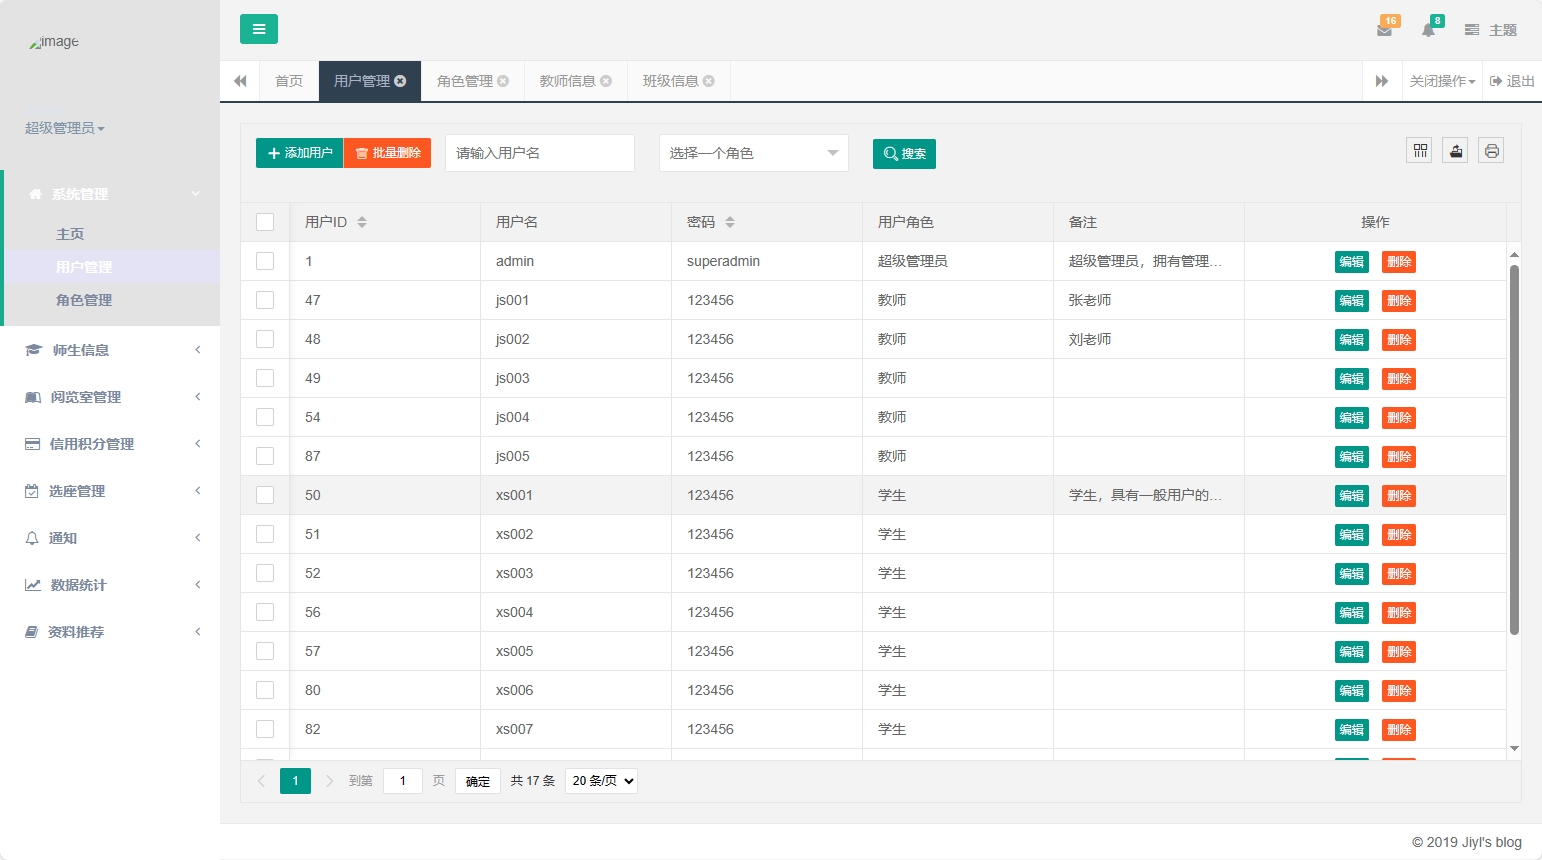 image
超级管理员
系统管理
主页
用户管理
角色管理
师生信息
阅览室管理
信用积分管理
选座管理
通知
数据统计
资料推荐
16
8
主题
首页
用户管理
角色管理
教师信息
班级信息
关闭操作
退出
添加用户
批量删除
请输入用户名
选择一个角色
搜索
用户ID 用户名 密码 用户角色 备注 操作
1 admin superadmin 超级管理员 超级管理员，拥有管理... 编辑 删除
47 js001 123456 教师 张老师 编辑 删除
48 js002 123456 教师 刘老师 编辑 删除
49 js003 123456 教师 编辑 删除
54 js004 123456 教师 编辑 删除
87 js005 123456 教师 编辑 删除
50 xs001 123456 学生 学生，具有一般用户的... 编辑 删除
51 xs002 123456 学生 编辑 删除
52 xs003 123456 学生 编辑 删除
56 xs004 123456 学生 编辑 删除
57 xs005 123456 学生 编辑 删除
80 xs006 123456 学生 编辑 删除
82 xs007 123456 学生 编辑 删除
1 到第 1 页 确定 共 17 条 20 条/页
© 2019 Jiyl's blog